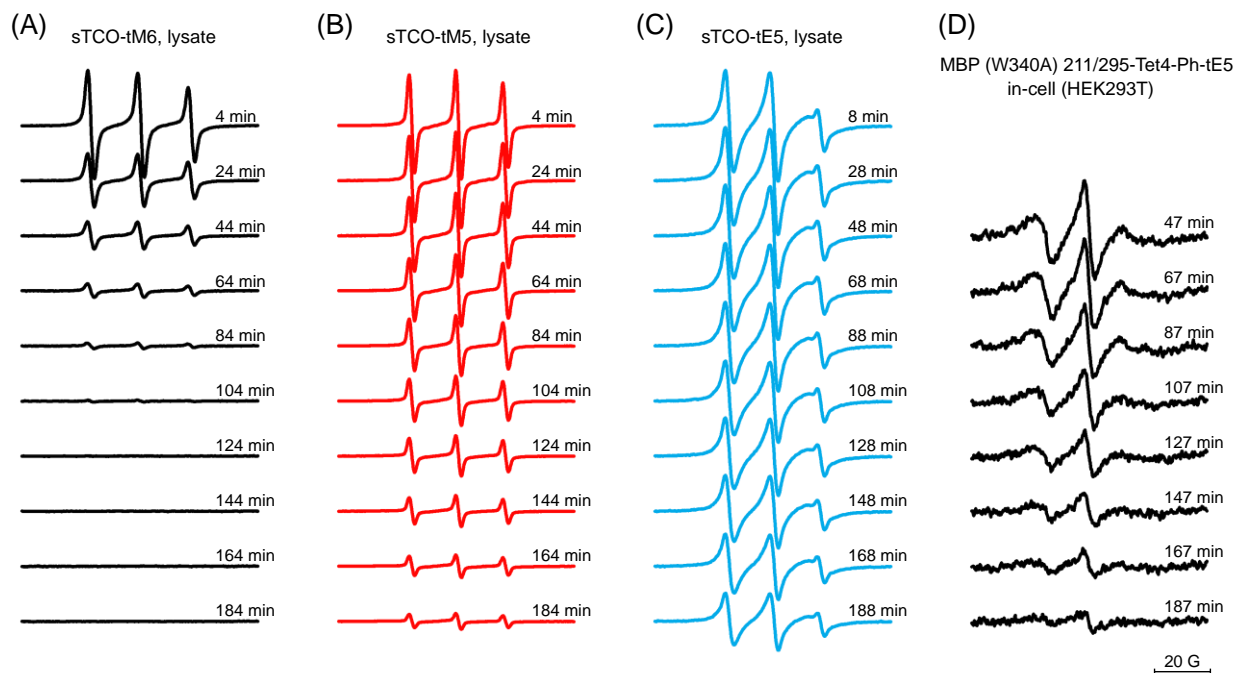 (A)
sTCO-tM6, lysate
4 min
24 min
44 min
64 min
84 min
104 min
124 min
144 min
164 min
184 min
(B)
sTCO-tM5, lysate
4 min
24 min
44 min
64 min
84 min
104 min
124 min
144 min
164 min
184 min
(C)
sTCO-tE5, lysate
8 min
28 min
48 min
68 min
88 min
108 min
128 min
148 min
168 min
188 min
(D)
MBP (W340A) 211/295-Tet4-Ph-tE5
in-cell (HEK293T)
47 min
67 min
87 min
107 min
127 min
147 min
167 min
187 min
20 G